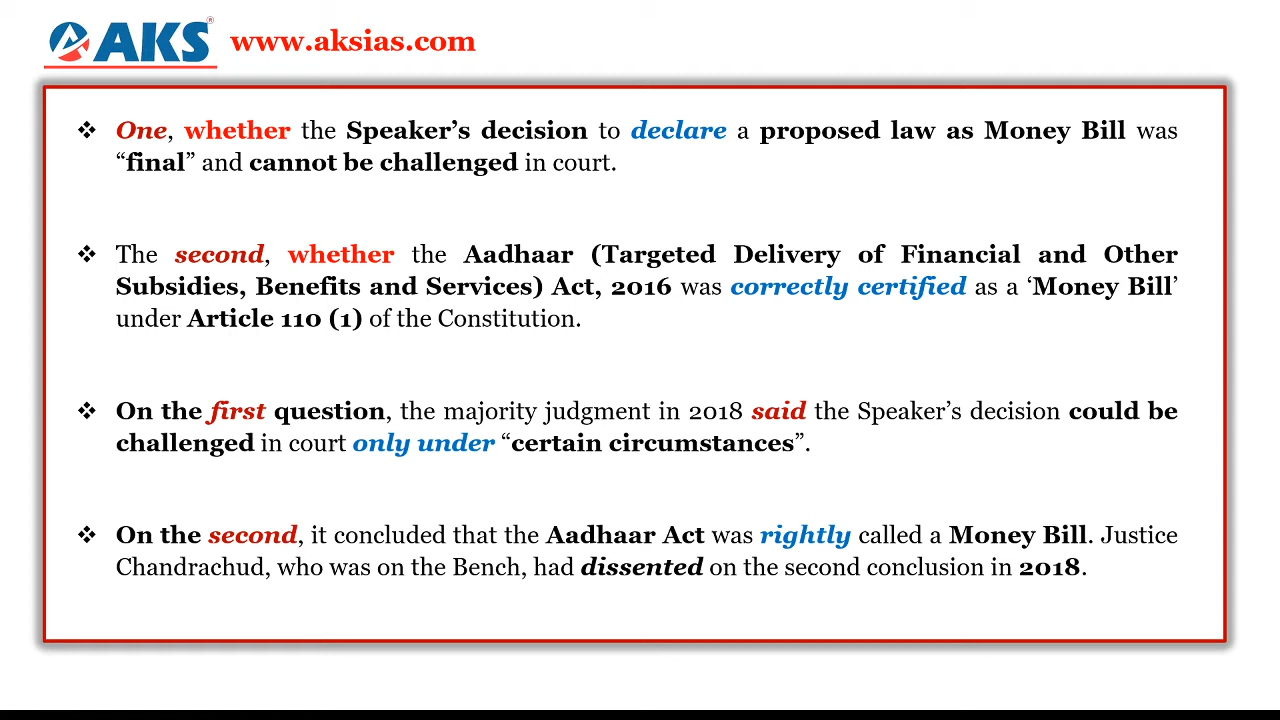 AKS® www.aksias.com
❖ One, whether the Speaker’s decision to declare a proposed law as Money Bill was
“final” and cannot be challenged in court.
❖ The second, whether the Aadhaar (Targeted Delivery of Financial and Other
Subsidies, Benefits and Services) Act, 2016 was correctly certified as a ‘Money Bill’
under Article 110 (1) of the Constitution.
❖ On the first question, the majority judgment in 2018 said the Speaker’s decision could be
challenged in court only under “certain circumstances”.
❖ On the second, it concluded that the Aadhaar Act was rightly called a Money Bill. Justice
Chandrachud, who was on the Bench, had dissented on the second conclusion in 2018.